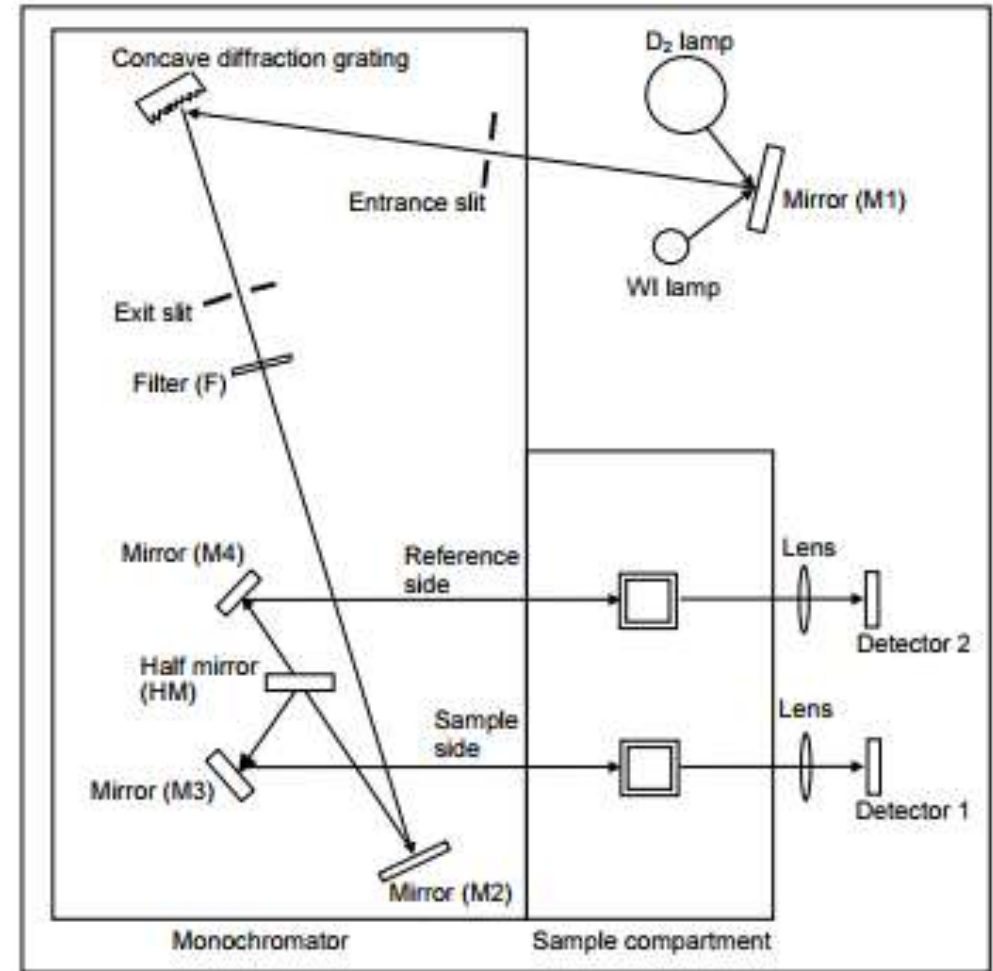 D₂ lamp
Concave diffraction grating
Entrance slit
Mirror (M1)
WI lamp
Exit slit
Filter (F)
Mirror (M4)
Reference
side
Lens
Detector 2
Half mirror
(HM)
Sample
side
Lens
Mirror (M3)
Detector 1
Mirror (M2)
Monochromator
Sample compartment